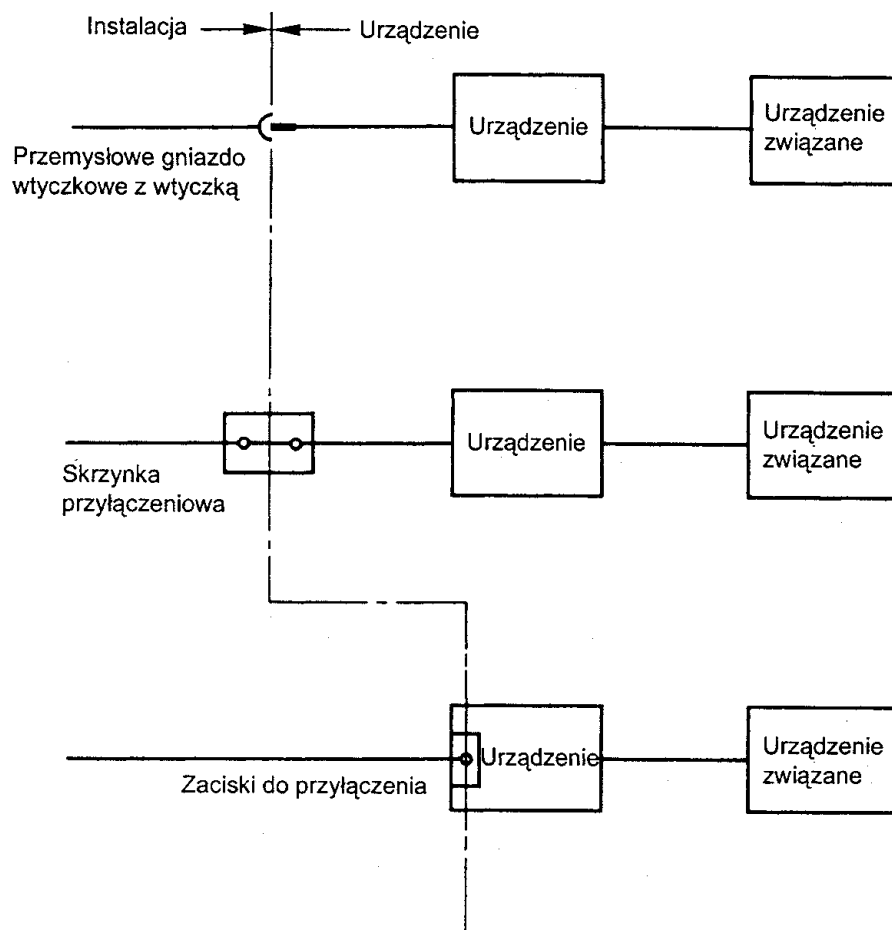 Instalacja
Urządzenie
Urządzenie
Urządzenie
związane
Przemysłowe gniazdo
wtyczkowe z wtyczką
Urządzenie
Urządzenie
związane
Skrzynka
przyłączeniowa
Urządzenie
Urządzenie
związane
Zaciski do przyłączenia